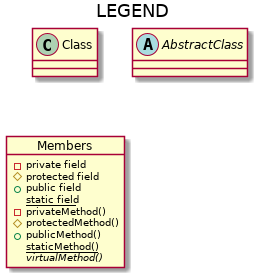 LEGEND
C Class
A AbstractClass
Members
private field
protected field
public field
static field
privateMethod()
protectedMethod()
publicMethod()
staticMethod()
virtualMethod()